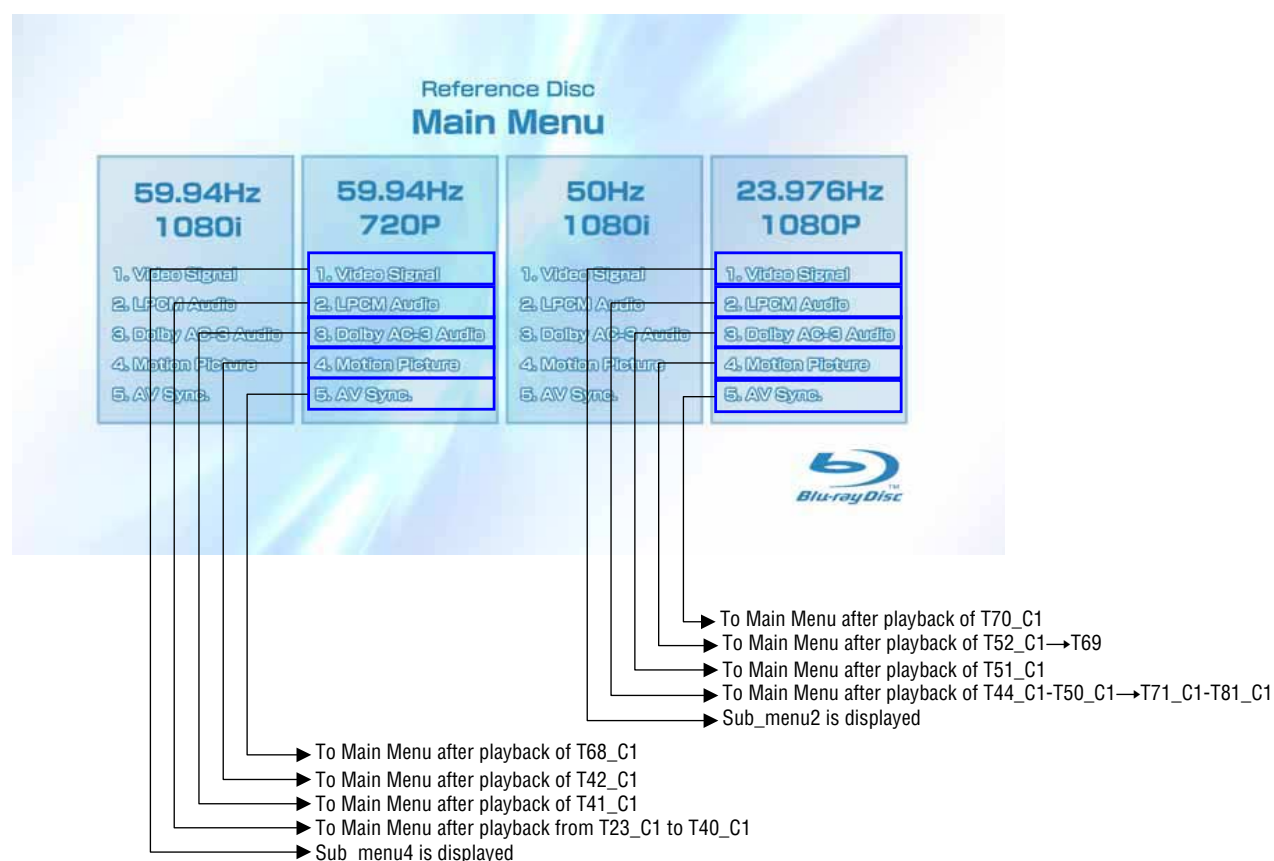 Reference Disc
Main Menu
59.94Hz
1080i
1. Video Signal
2. LPCM Audio
3. Dolby AC-3 Audio
4. Motion Picture
5. AV Sync.
59.94Hz
720P
1. Video Signal
2. LPCM Audio
3. Dolby AC-3 Audio
4. Motion Picture
5. AV Sync.
50Hz
1080i
1. Video Signal
2. LPCM Audio
3. Dolby AC-3 Audio
4. Motion Picture
5. AV Sync.
23.976Hz
1080P
1. Video Signal
2. LPCM Audio
3. Dolby AC-3 Audio
4. Motion Picture
5. AV Sync.
Blu-ray Disc
TM
To Main Menu after playback of T70_C1
To Main Menu after playback of T52_C1→T69
To Main Menu after playback of T51_C1
To Main Menu after playback of T44_C1-T50_C1→T71_C1-T81_C1
Sub_menu2 is displayed
To Main Menu after playback of T68_C1
To Main Menu after playback of T42_C1
To Main Menu after playback of T41_C1
To Main Menu after playback from T23_C1 to T40_C1
Sub_menu4 is displayed